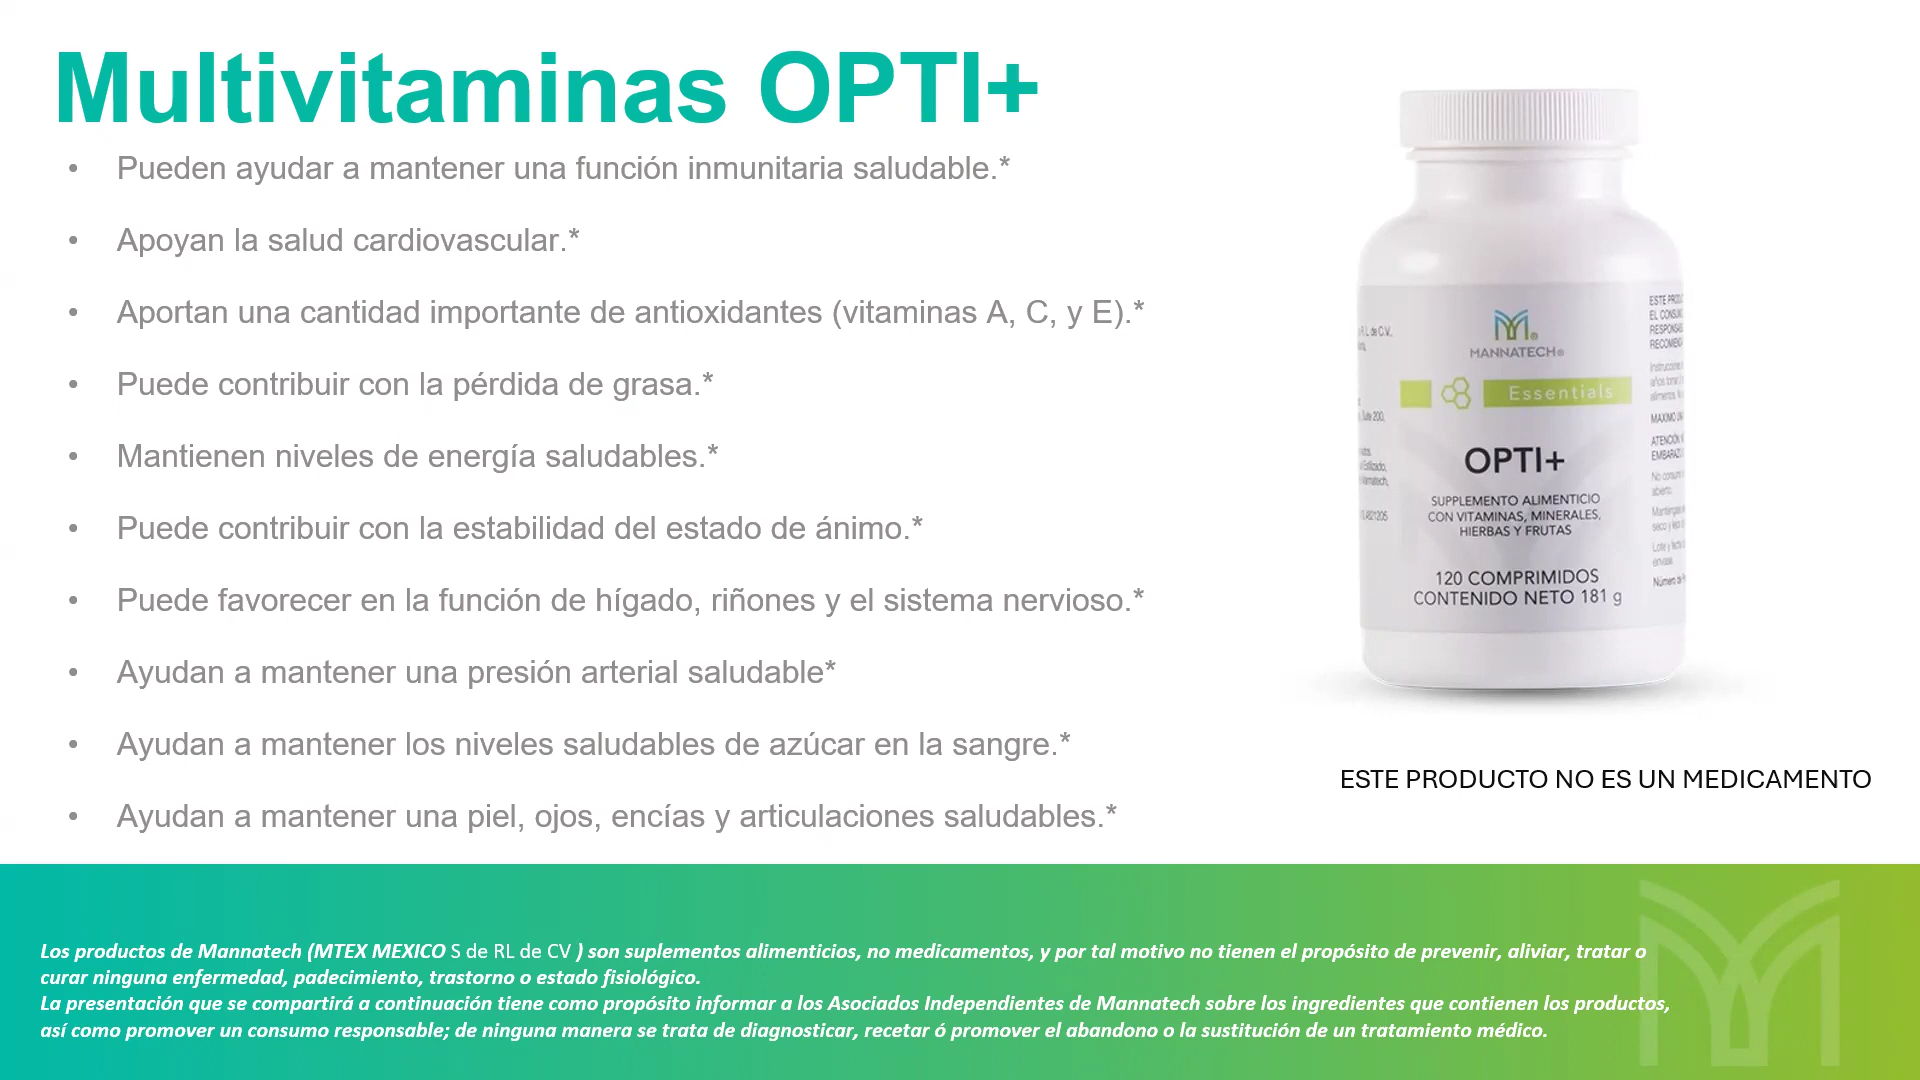 Multivitaminas OPTI+
• Pueden ayudar a mantener una función inmunitaria saludable.*
• Apoyan la salud cardiovascular.*
• Aportan una cantidad importante de antioxidantes (vitaminas A, C, y E).*
• Puede contribuir con la pérdida de grasa.*
• Mantienen niveles de energía saludables.*
• Puede contribuir con la estabilidad del estado de ánimo.*
• Puede favorecer en la función de hígado, riñones y el sistema nervioso.*
• Ayudan a mantener una presión arterial saludable*
• Ayudan a mantener los niveles saludables de azúcar en la sangre.*
• Ayudan a mantener una piel, ojos, encías y articulaciones saludables.*
MANNATECH®
Essentials
OPTI+
SUPPLEMENTO ALIMENTICIO
CON VITAMINAS, MINERALES,
HIERBAS Y FRUTAS
120 COMPRIMIDOS
CONTENIDO NETO 181 g
ESTE PRODUCTO NO ES UN MEDICAMENTO
Los productos de Mannatech (MTEX MEXICO S de RL de CV ) son suplementos alimenticios, no medicamentos, y por tal motivo no tienen el propósito de prevenir, aliviar, tratar o
curar ninguna enfermedad, padecimiento, trastorno o estado fisiológico.
La presentación que se compartirá a continuación tiene como propósito informar a los Asociados Independientes de Mannatech sobre los ingredientes que contienen los productos,
así como promover un consumo responsable; de ninguna manera se trata de diagnosticar, recetar ó promover el abandono o la sustitución de un tratamiento médico.